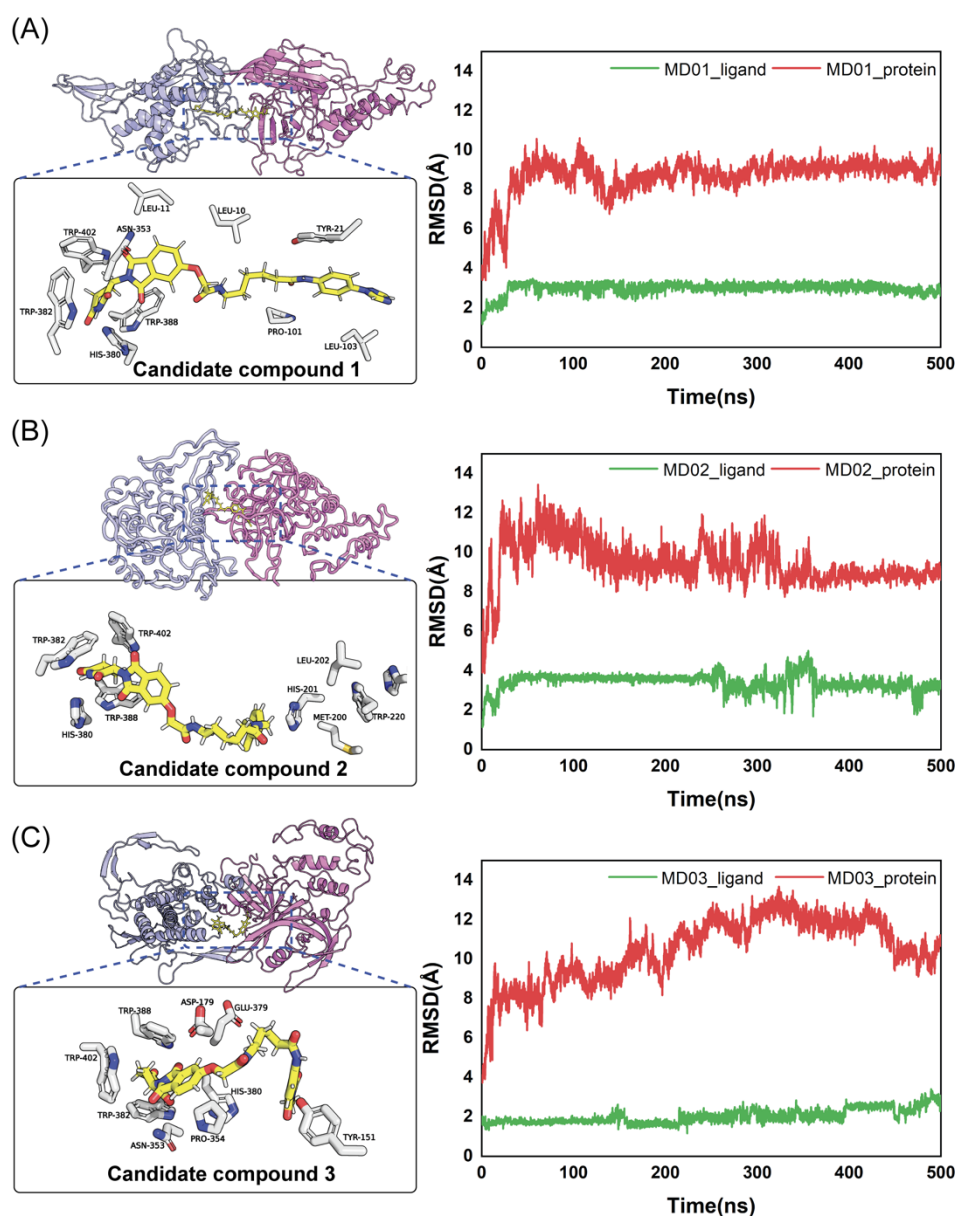 (A)
LEU-11
LEU-10
TRP-402
ASN-353
TYR-21
TRP-382
TRP-388
PRO-101
HIS-380
LEU-103
Candidate compound 1
MD01_ligand MD01_protein
RMSD(Å)
14
12
10
8
6
4
2
0
0 100 200 300 400 500
Time(ns)
(B)
TRP-402
TRP-382
LEU-202
HIS-201
TRP-388
TRP-220
HIS-380
MET-200
Candidate compound 2
MD02_ligand MD02_protein
RMSD(Å)
14
12
10
8
6
4
2
0
0 100 200 300 400 500
Time(ns)
(C)
ASP-179
GLU-379
TRP-388
TRP-402
HIS-380
TRP-382
PRO-354
ASN-353
TYR-151
Candidate compound 3
MD03_ligand MD03_protein
RMSD(Å)
14
12
10
8
6
4
2
0
0 100 200 300 400 500
Time(ns)